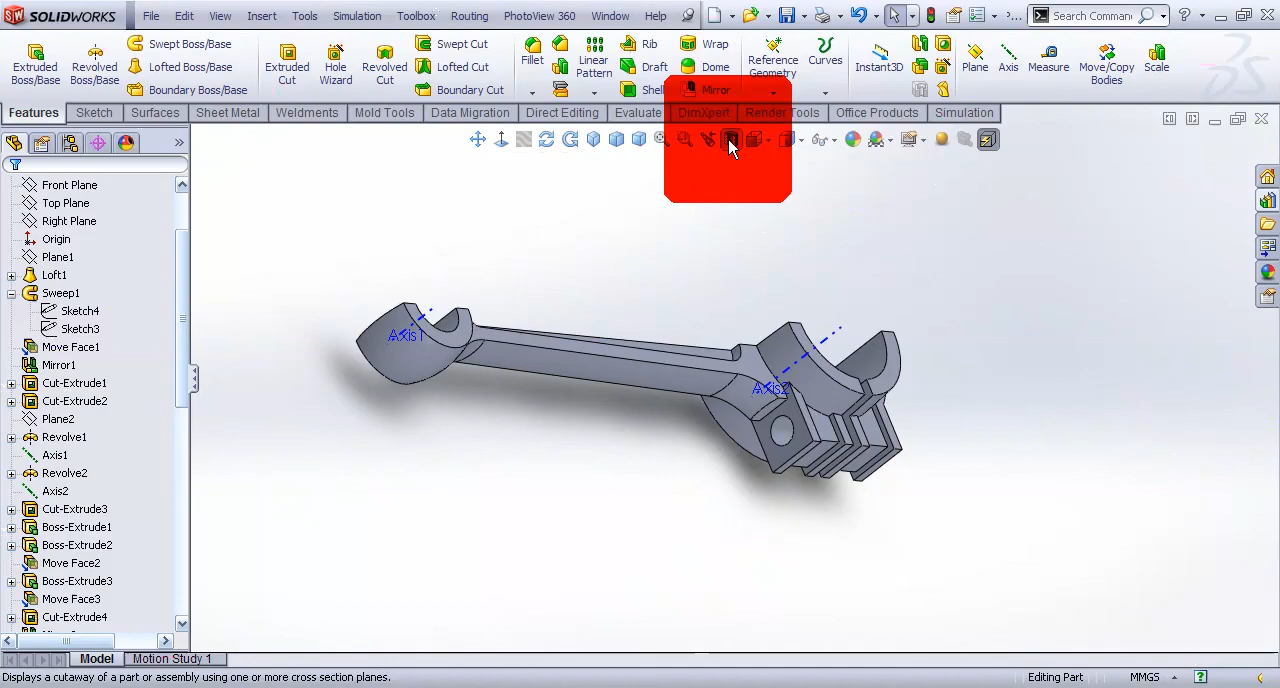 SOLIDWORKS File Edit View Insert Tools Simulation Toolbox Routing PhotoView 360 Window Help Search Comman
Extruded Boss/Base
Revolved Boss/Base
Swept Boss/Base
Lofted Boss/Base
Boundary Boss/Base
Extruded Cut
Hole Wizard
Revolved Cut
Swept Cut
Lofted Cut
Boundary Cut
Fillet
Linear Pattern
Rib
Draft
Shell
Wrap
Dome
Mirror
Reference Geometry
Curves
Instant3D
Plane
Axis
Measure
Move/Copy Bodies
Scale
Features Sketch Surfaces Sheet Metal Weldments Mold Tools Data Migration Direct Editing Evaluate DimXpert Render Tools Office Products Simulation
Front Plane
Top Plane
Right Plane
Origin
Plane1
Loft1
Sweep1
Sketch4
Sketch3
Move Face1
Mirror1
Cut-Extrude1
Cut-Extrude2
Plane2
Revolve1
Axis1
Revolve2
Axis2
Cut-Extrude3
Boss-Extrude1
Boss-Extrude2
Move Face2
Boss-Extrude3
Move Face3
Cut-Extrude4
Axis1
Axis2
Model Motion Study 1
Displays a cutaway of a part or assembly using one or more cross section planes. Editing Part MMGS